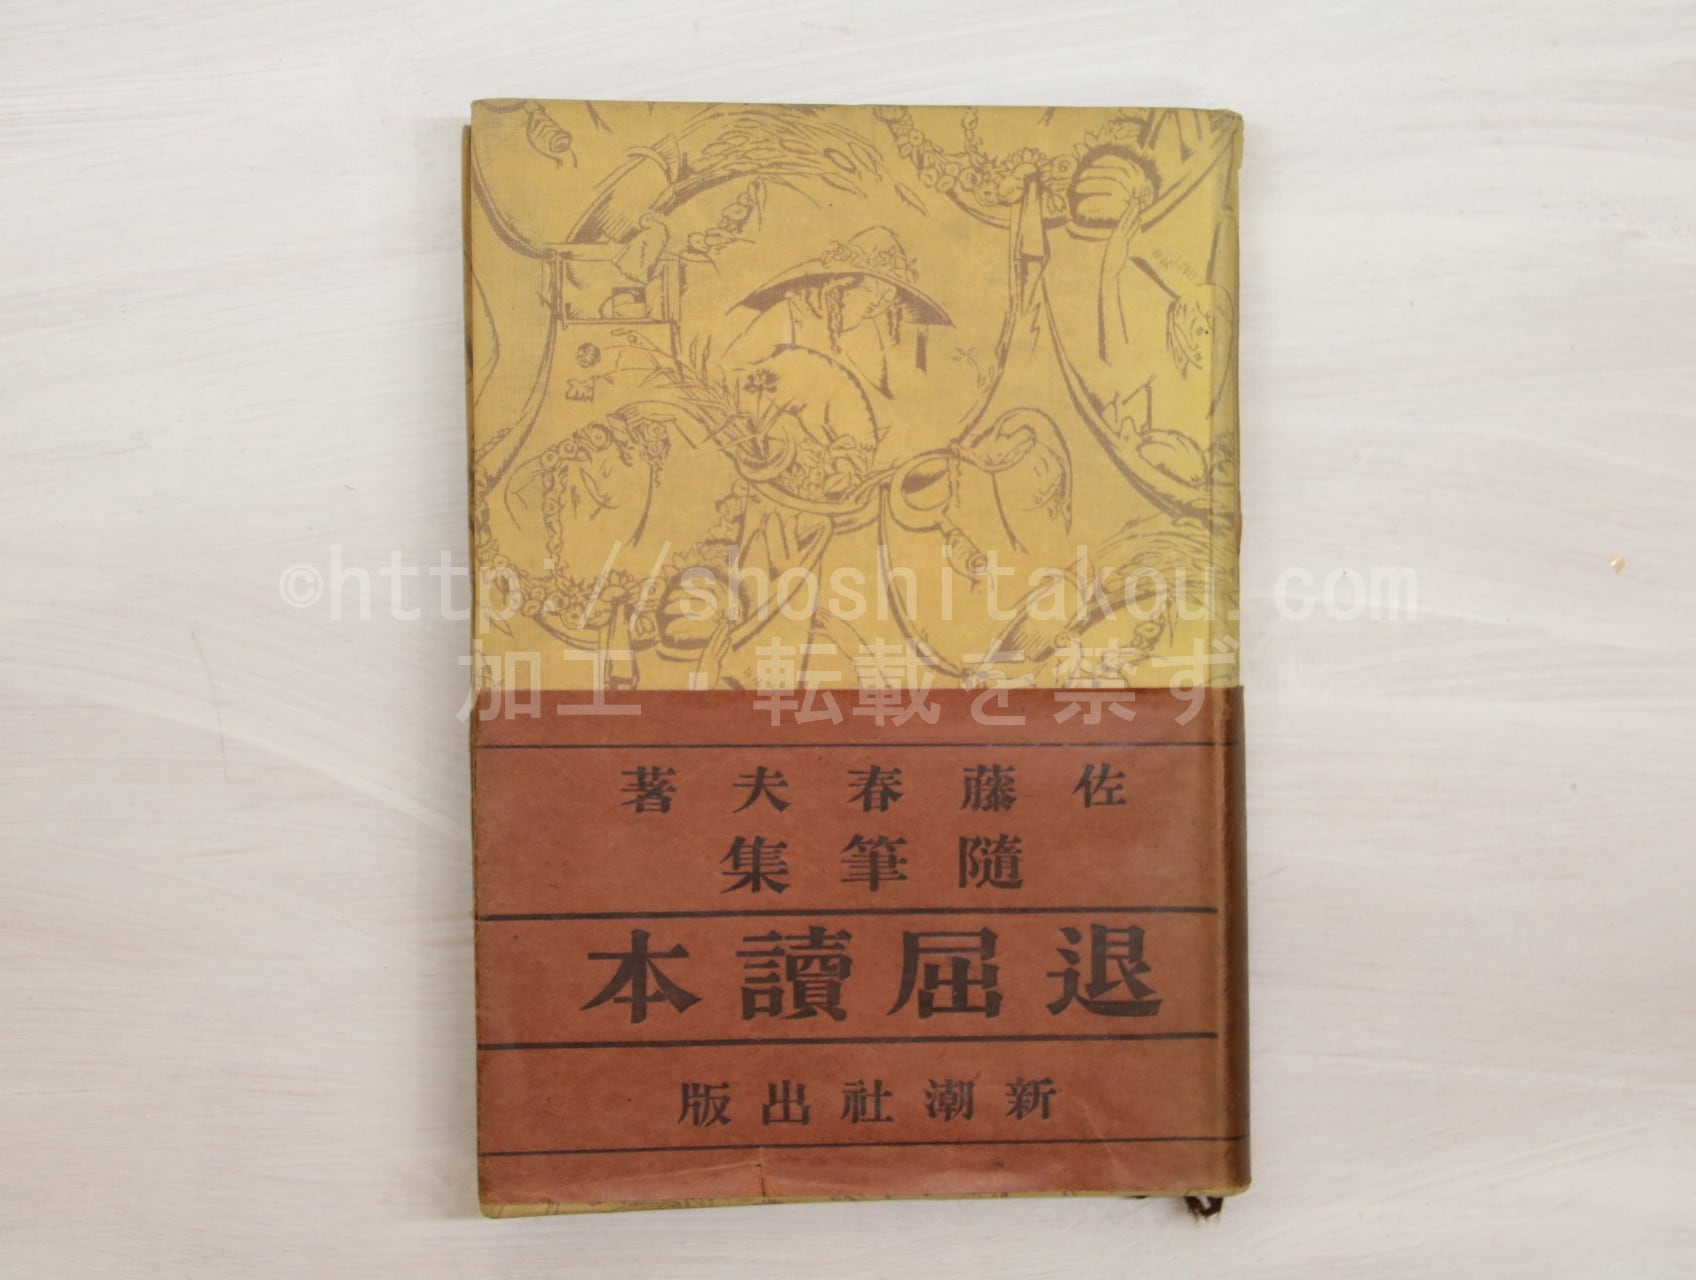 ©http://shoshitakou.com
加工・転載を禁ず
佐藤春夫著
隨筆集
退屈讀本
新潮社出版